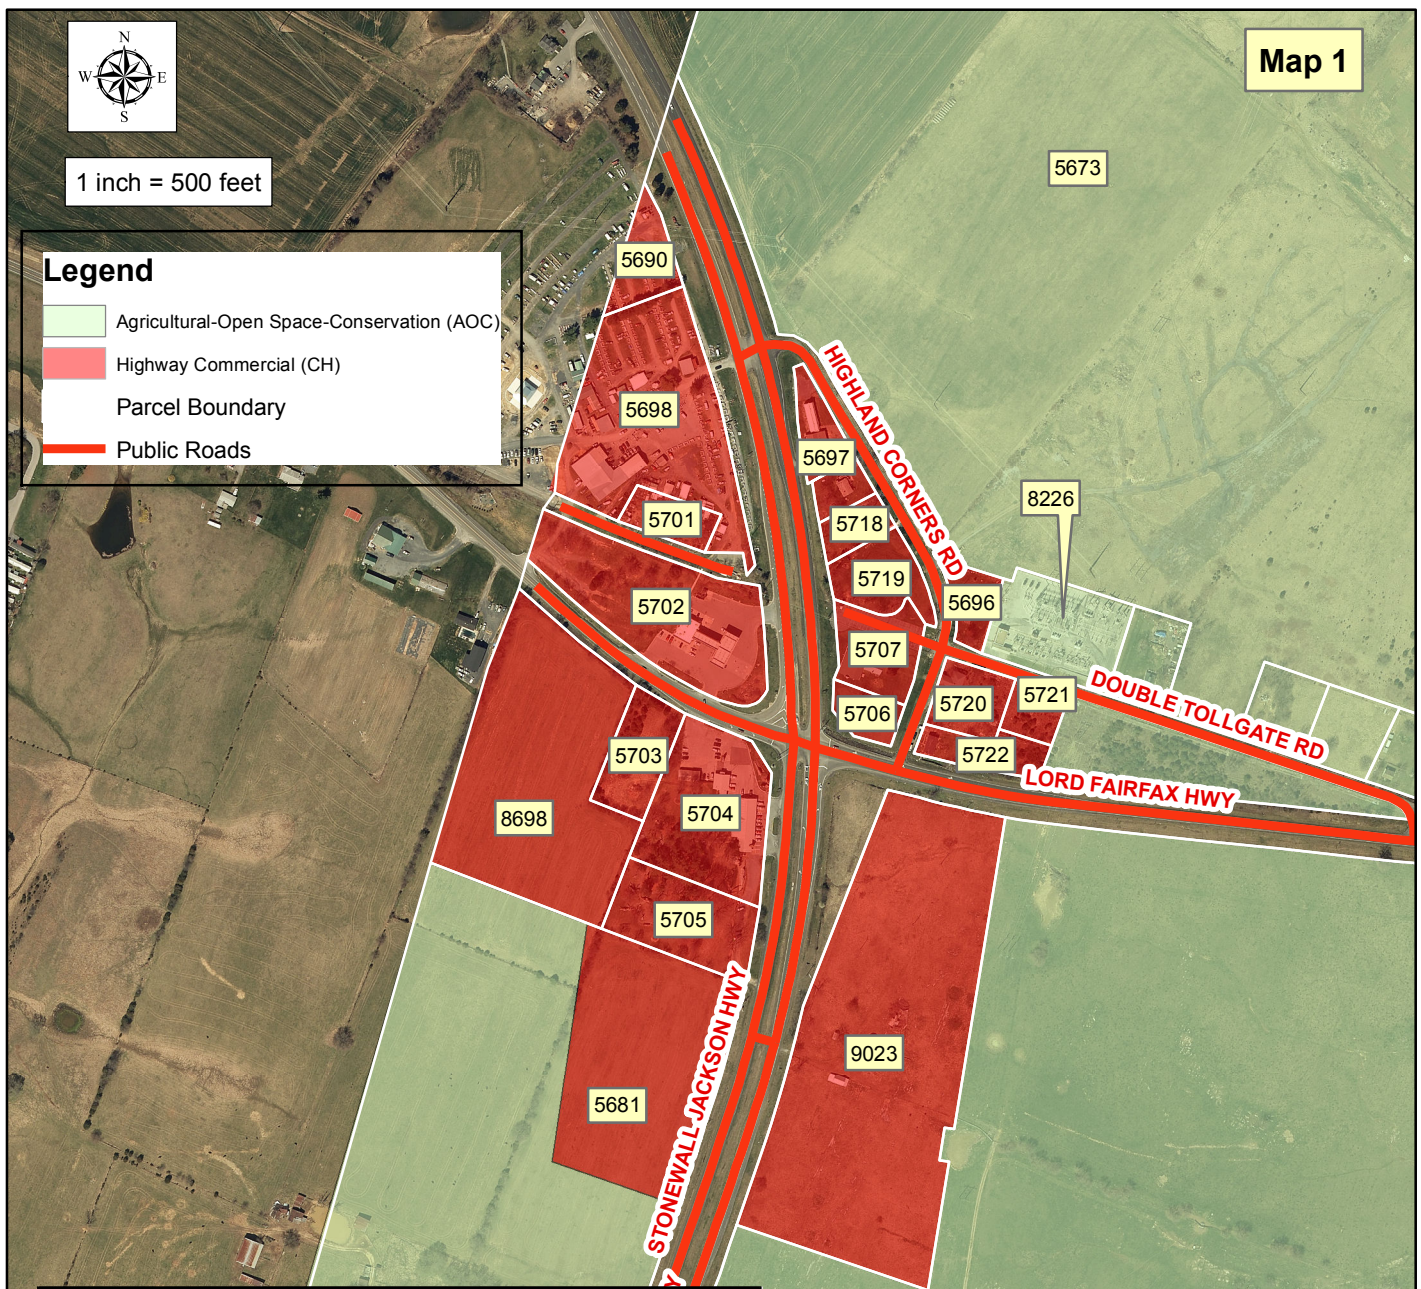 N
W E
S
Map 1
1 inch = 500 feet
Legend
Agricultural-Open Space-Conservation (AOC)
Highway Commercial (CH)
Parcel Boundary
Public Roads
5673
5690
5698
5697
8226
5701
5718
5719
5702
5696
5707
5706
5720
5721
5722
5703
5704
8698
5705
9023
5681
HIGHLAND CORNERS RD
DOUBLE TOLLGATE RD
LORD FAIRFAX HWY
STONEWALL JACKSON HWY
Y